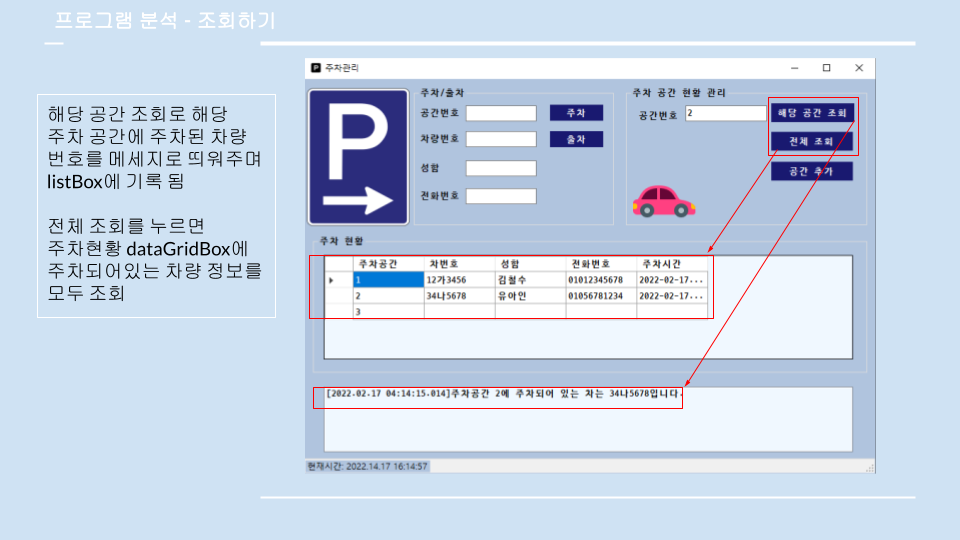 프로그램 분석 - 조회하기
해당 공간 조회로 해당
주차 공간에 주차된 차량
번호를 메세지로 띄워주며
listBox에 기록 됨
전체 조회를 누르면
주차현황 dataGridBox에
주차되어있는 차량 정보를
모두 조회
P 주차관리
P
주차/출차
공간번호 주차
차량번호 출차
성함
전화번호
주차 공간 현황 관리
공간번호 2 해당 공간 조회
전체 조회
공간 추가
주차 현황
주차공간 차번호 성함 전화번호 주차시간
1 12가3456 김철수 01012345678 2022-02-17...
2 34나5678 유아인 01056781234 2022-02-17...
3
[2022.02.17 04:14:15.014]주차공간 2에 주차되어 있는 차는 34나5678입니다.
현재시간: 2022.14.17 16:14:57